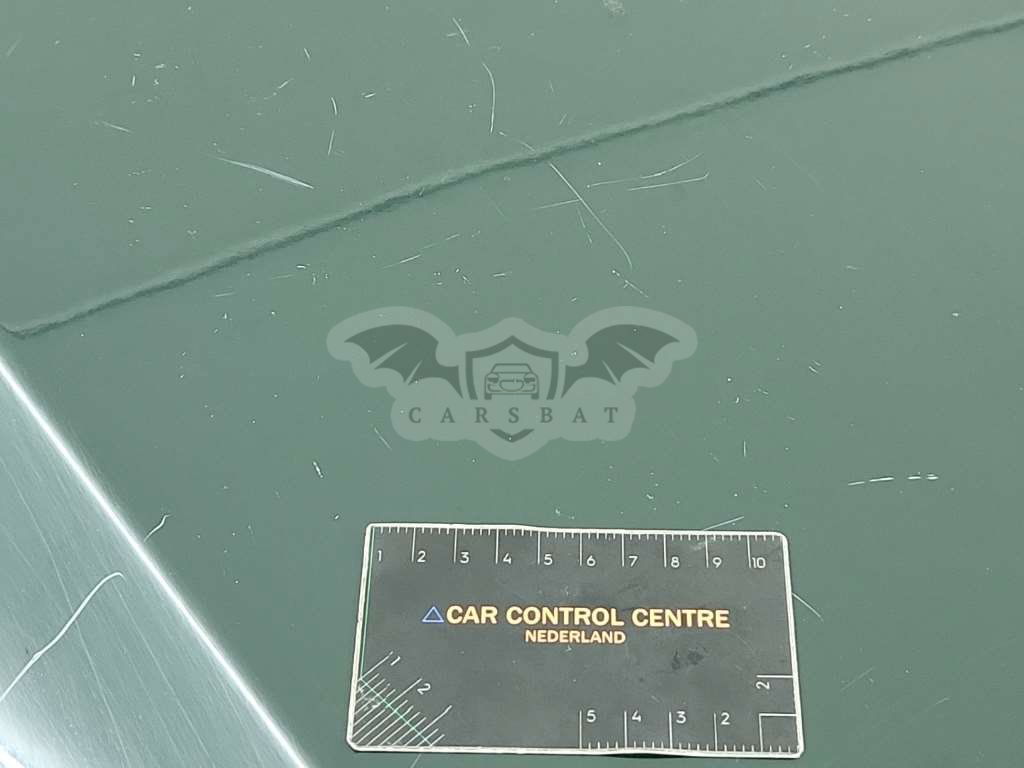 CARSBAT
1 2 3 4 5 6 7 8 9 10
CAR CONTROL CENTRE
NEDERLAND
1
2
2
5 4 3 2